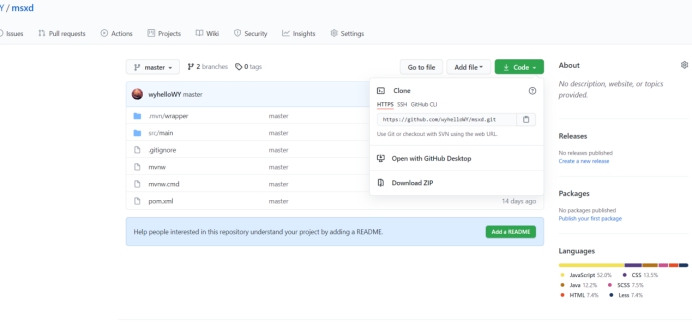 Y / msxd
Issues Pull requests Actions Projects Wiki Security Insights Settings
master 2 branches 0 tags Go to file Add file Code
wyhelloWY master
.mvn/wrapper master
src/main master
.gitignore master
mvnw master
mvnw.cmd master
pom.xml master 14 days ago
Clone
HTTPS SSH GitHub CLI
https://github.com/wyhelloWY/msxd.git
Use Git or checkout with SVN using the web URL.
Open with GitHub Desktop
Download ZIP
Help people interested in this repository understand your project by adding a README. Add a README
About
No description, website, or topics
provided.
Releases
No releases published
Create a new release
Packages
No packages published
Publish your first package
Languages
JavaScript 52.0% CSS 13.5%
Java 12.2% SCSS 7.5%
HTML 7.4% Less 7.4%